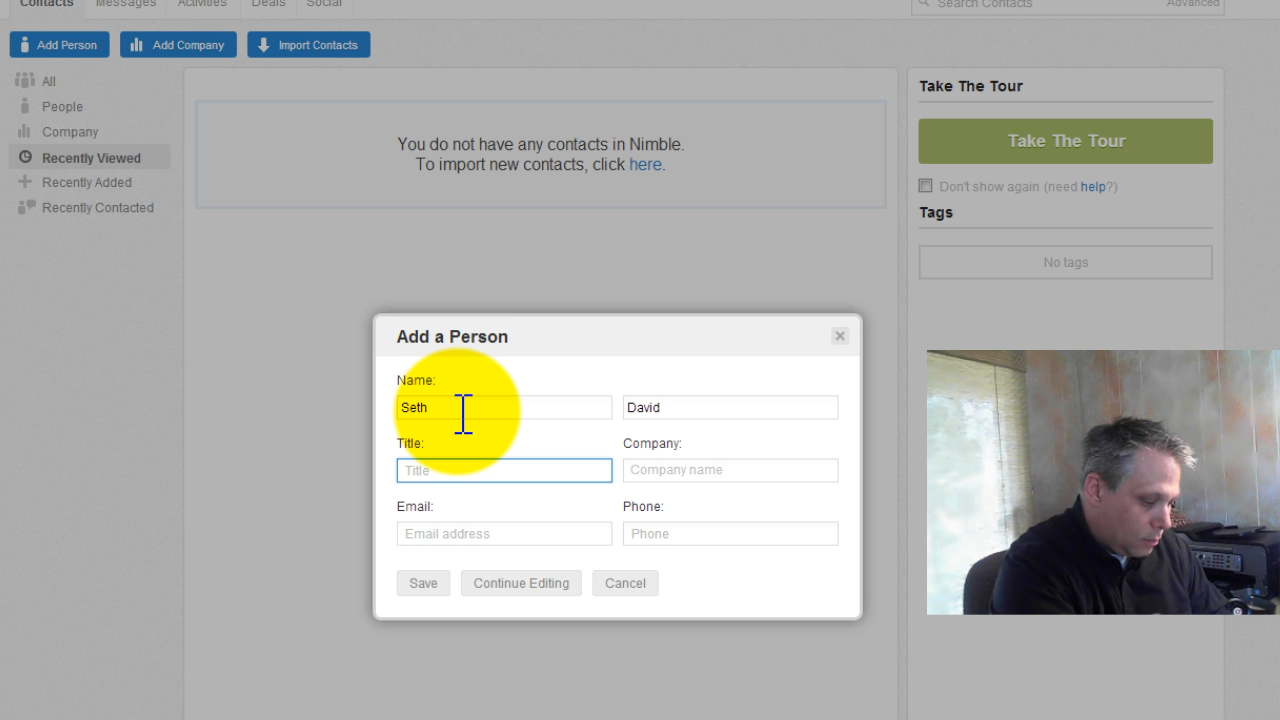 Contacts Messages Activities Deals Social
Search Contacts Advanced
Add Person Add Company Import Contacts
All
People
Company
Recently Viewed
Recently Added
Recently Contacted
You do not have any contacts in Nimble.
To import new contacts, click here.
Take The Tour
Take The Tour
Don't show again (need help?)
Tags
No tags
Add a Person
Name:
Seth David
Title: Company:
Title Company name
Email: Phone:
Email address Phone
Save Continue Editing Cancel